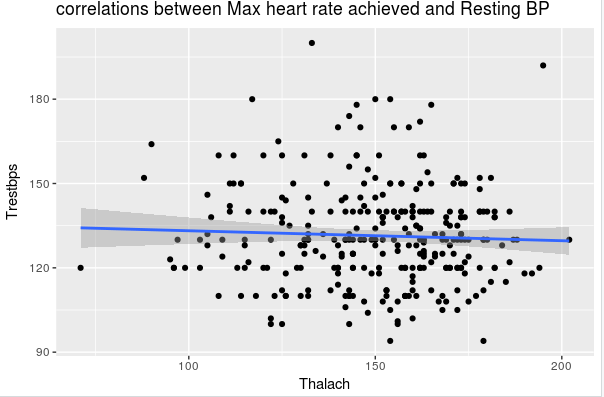 correlations between Max heart rate achieved and Resting BP
180
150
120
90
Trestbps
100 150 200
Thalach